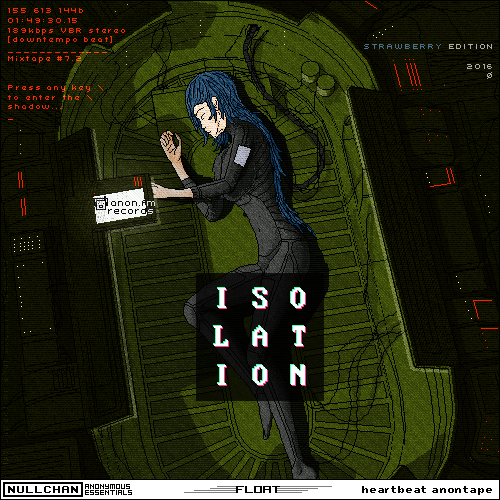 155 613 144b
01:49:30.15
189kbps VBR stereo
[downtempo beat]
Mixtape #7.2
Press any key \
to enter the \
shadow...
STRAWBERRY EDITION
2016
Ø
anon.fm
records
ISO
LAT
ION
NULLCHAN ANONYMOUS ESSENTIALS
FLOAT
heartbeat anontape